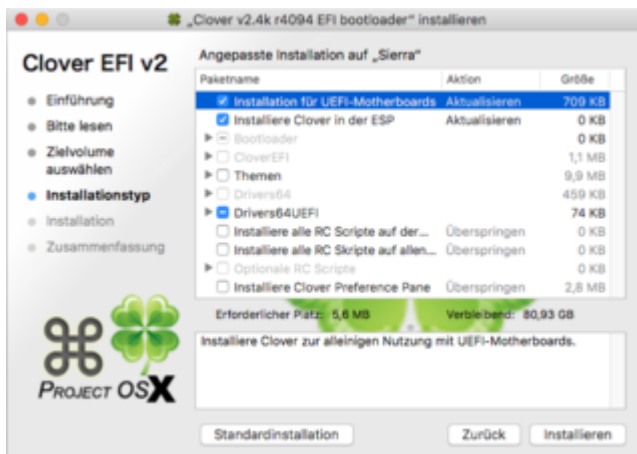 „Clover v2.4k r4094 EFI bootloader“ installieren
Clover EFI v2
Einführung
Bitte lesen
Zielvolume
auswählen
Installationstyp
Installation
Zusammenfassung
PROJECT OSX
Angepasste Installation auf „Sierra“
Paketname Aktion Größe
Installation für UEFI-Motherboards Aktualisieren 709 KB
Installiere Clover in der ESP Aktualisieren 0 KB
Bootloader 0 KB
CloverEFI 1,1 MB
Themen 9,9 MB
Drivers64 459 KB
Drivers64UEFI 74 KB
Installiere alle RC Scripte auf der... Überspringen 0 KB
Installiere alle RC Skripte auf allen... Überspringen 0 KB
Optionale RC Scripte 0 KB
Installiere Clover Preference Pane Überspringen 2,8 MB
Erforderlicher Platz: 5,6 MB Verbleibend: 80,93 GB
Installiere Clover zur alleinigen Nutzung mit UEFI-Motherboards.
Standardinstallation Zurück Installieren